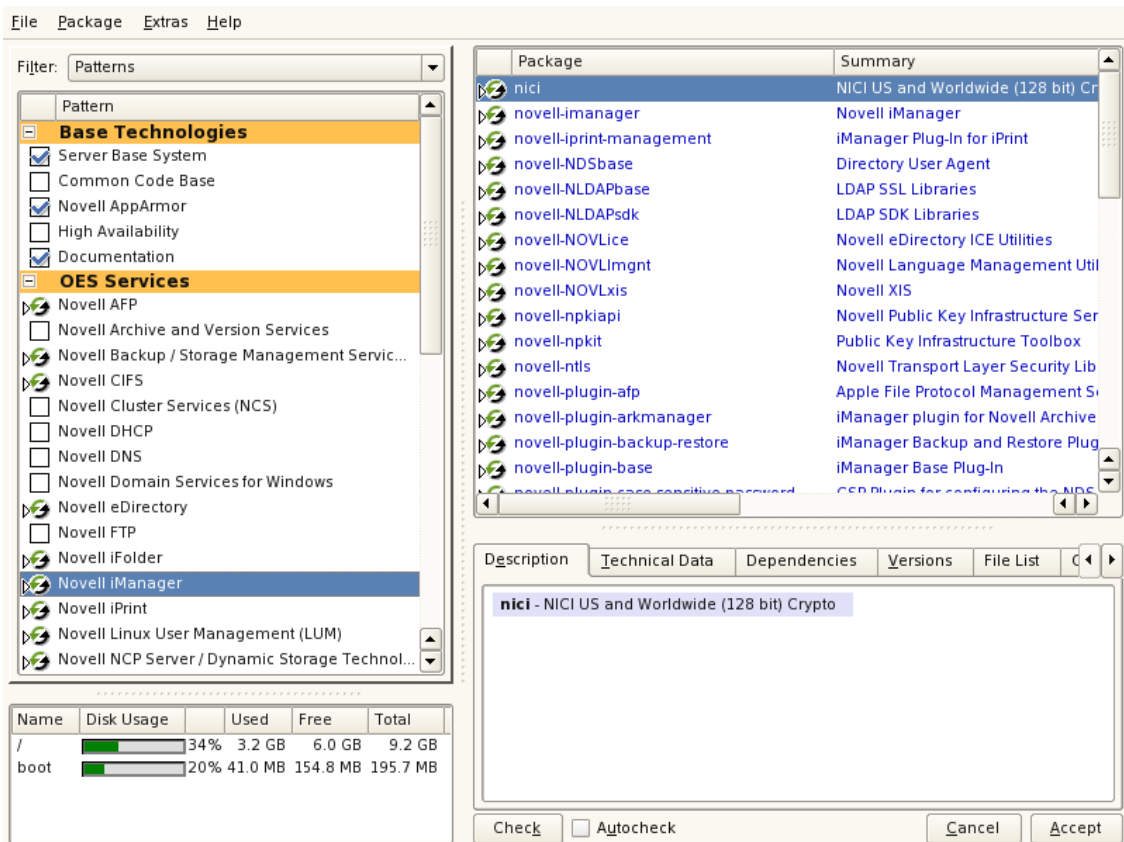 File Package Extras Help
Filter: Patterns
Pattern
Base Technologies
Server Base System
Common Code Base
Novell AppArmor
High Availability
Documentation
OES Services
Novell AFP
Novell Archive and Version Services
Novell Backup / Storage Management Servic...
Novell CIFS
Novell Cluster Services (NCS)
Novell DHCP
Novell DNS
Novell Domain Services for Windows
Novell eDirectory
Novell FTP
Novell iFolder
Novell iManager
Novell iPrint
Novell Linux User Management (LUM)
Novell NCP Server / Dynamic Storage Technol...
Name Disk Usage Used Free Total
/ 34% 3.2 GB 6.0 GB 9.2 GB
boot 20% 41.0 MB 154.8 MB 195.7 MB
Package Summary
nici NICI US and Worldwide (128 bit) Cr
novell-imanager Novell iManager
novell-iprint-management iManager Plug-In for iPrint
novell-NDSbase Directory User Agent
novell-NLDAPbase LDAP SSL Libraries
novell-NLDAPsdk LDAP SDK Libraries
novell-NOVLice Novell eDirectory ICE Utilities
novell-NOVLlmgnt Novell Language Management Util
novell-NOVLxis Novell XIS
novell-npkiapi Novell Public Key Infrastructure Ser
novell-npkit Public Key Infrastructure Toolbox
novell-ntls Novell Transport Layer Security Lib
novell-plugin-afp Apple File Protocol Management S
novell-plugin-arkmanager iManager plugin for Novell Archive
novell-plugin-backup-restore iManager Backup and Restore Plug
novell-plugin-base iManager Base Plug-In
novell-plugin-case-sensitive-password CSP Plugin for configuring the NDS
Description Technical Data Dependencies Versions File List
nici - NICI US and Worldwide (128 bit) Crypto
Check Autocheck Cancel Accept